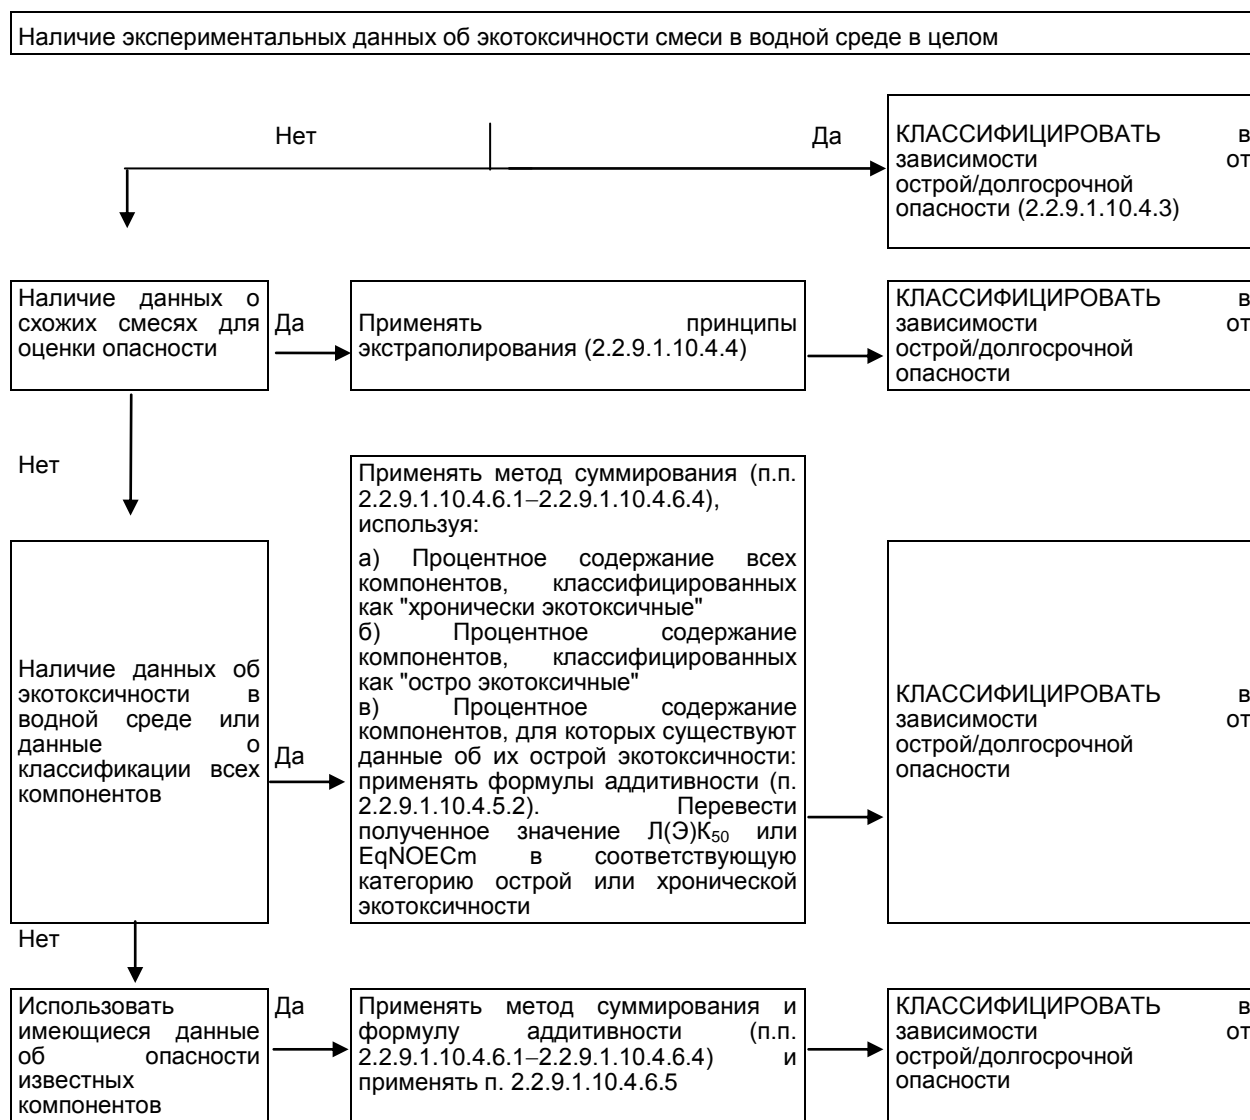 Наличие экспериментальных данных об экотоксичности смеси в водной среде в целом
Нет
Да
КЛАССИФИЦИРОВАТЬ в
зависимости от
острой/долгосрочной
опасности (2.2.9.1.10.4.3)
Наличие данных о
схожих смесях для
оценки опасности
Да
Применять принципы
экстраполирования (2.2.9.1.10.4.4)
КЛАССИФИЦИРОВАТЬ в
зависимости от
острой/долгосрочной
опасности
Нет
Наличие данных об
экотоксичности в
водной среде или
данные о
классификации всех
компонентов
Да
Применять метод суммирования (п.п.
2.2.9.1.10.4.6.1–2.2.9.1.10.4.6.4),
используя:
а) Процентное содержание всех
компонентов, классифицированных
как "хронически экотоксичные"
б) Процентное содержание
компонентов, классифицированных
как "остро экотоксичные"
в) Процентное содержание
компонентов, для которых существуют
данные об их острой экотоксичности:
применять формулы аддитивности (п.
2.2.9.1.10.4.5.2). Перевести
полученное значение Л(Э)К₅₀ или
EqNOECm в соответствующую
категорию острой или хронической
экотоксичности
КЛАССИФИЦИРОВАТЬ в
зависимости от
острой/долгосрочной
опасности
Нет
Использовать
имеющиеся данные
об опасности
известных
компонентов
Да
Применять метод суммирования и
формулу аддитивности (п.п.
2.2.9.1.10.4.6.1–2.2.9.1.10.4.6.4) и
применять п. 2.2.9.1.10.4.6.5
КЛАССИФИЦИРОВАТЬ в
зависимости от
острой/долгосрочной
опасности